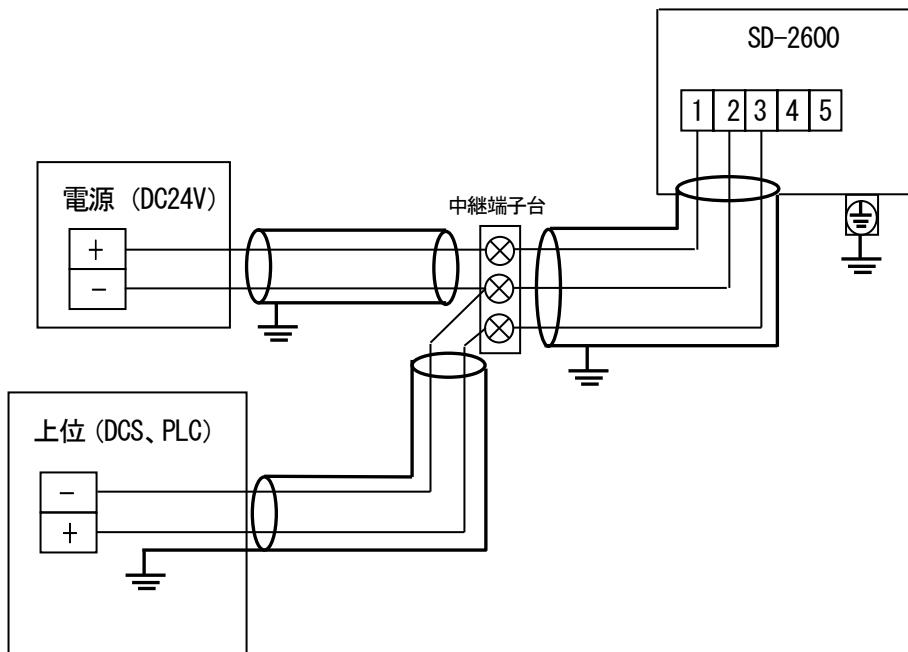 SD-2600
1 2 3 4 5
電源 (DC24V)
+
-
中継端子台
上位 (DCS、PLC)
-
+